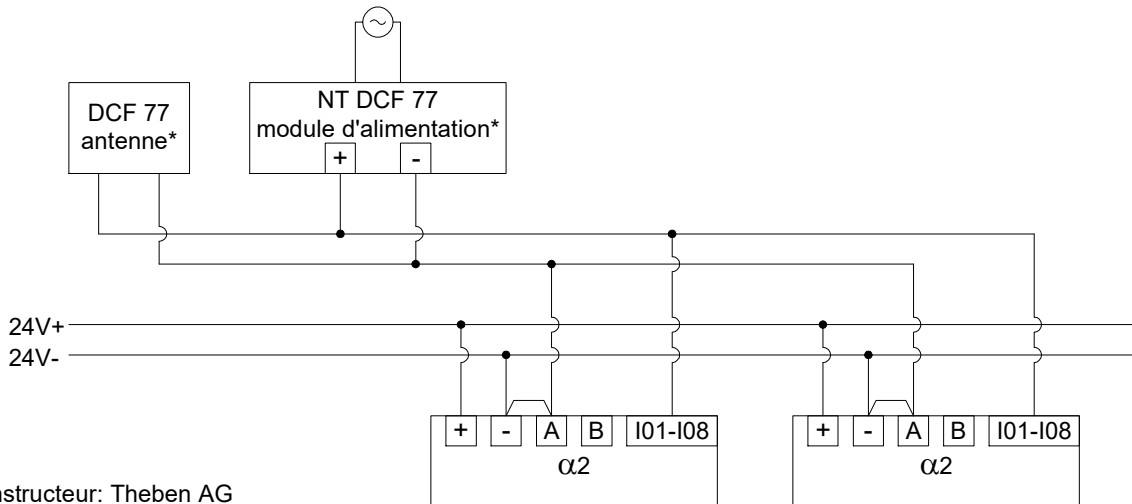 DCF 77
antenne*
NT DCF 77
module d'alimentation*
+ -
24V+
24V-
+ - A B I01-I08
α2
+ - A B I01-I08
α2
nstructeur: Theben AG